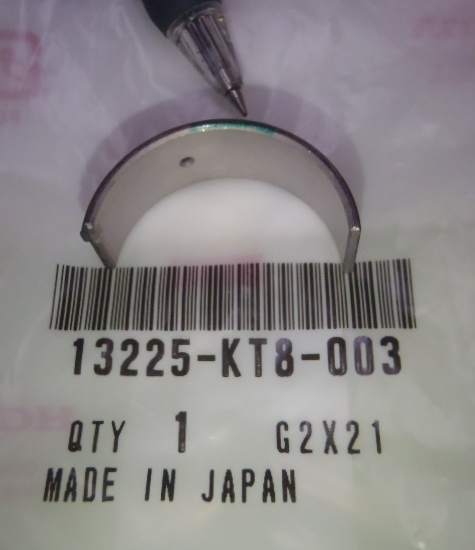 13225-KT8-003
QTY 1 G2X21
MADE IN JAPAN